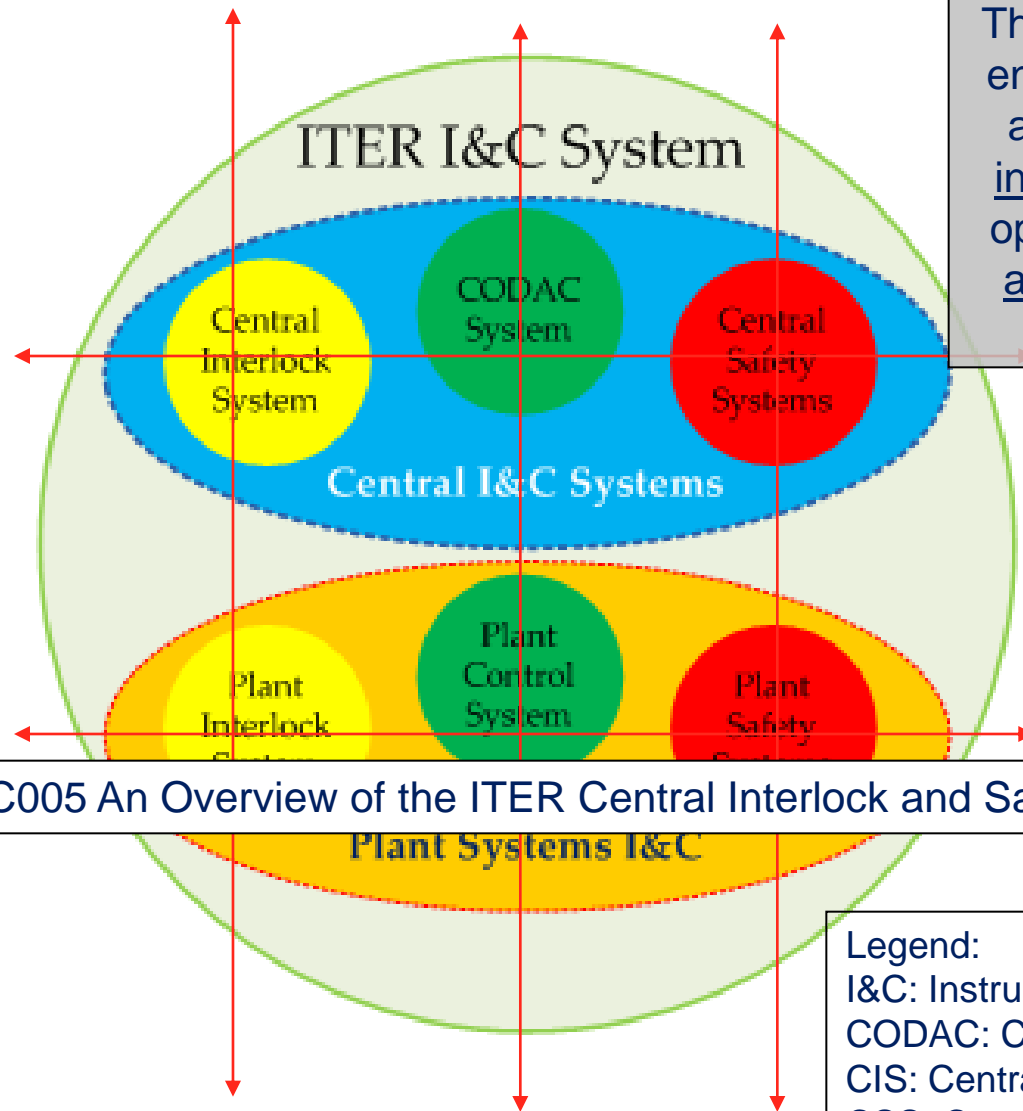 Th
en
a
in
op
a
ITER I&C System
CODAC
System
Central
Interlock
System
Central
Safety
Systems
Central I&C Systems
Plant
Control
System
Plant
Interlock
Plant
Safety
C005 An Overview of the ITER Central Interlock and Sa
Plant Systems I&C
Legend:
I&C: Instru
CODAC: C
CIS: Centra